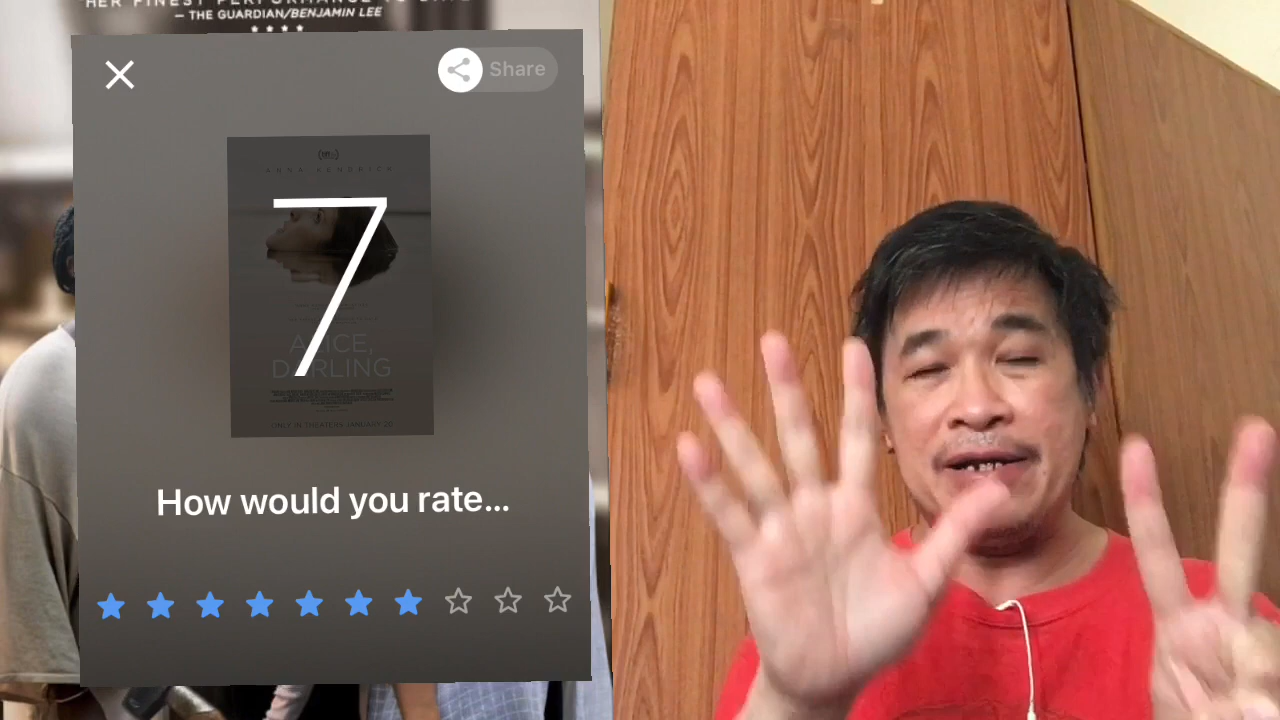 HER FINEST PERFORMANCE TO DATE
— THE GUARDIAN/BENJAMIN LEE
Share
ANNA KENDRICK
7
ALICE,
DARLING
ONLY IN THEATERS JANUARY 20
How would you rate...